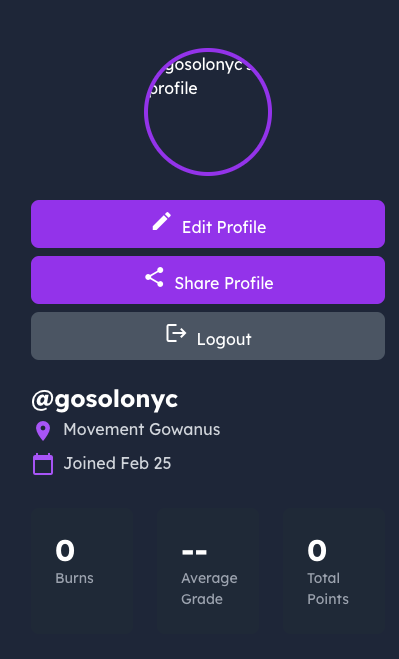 gosolonyc's
profile
Edit Profile
Share Profile
Logout
@gosolonyc
Movement Gowanus
Joined Feb 25
0
Burns
--
Average
Grade
0
Total
Points